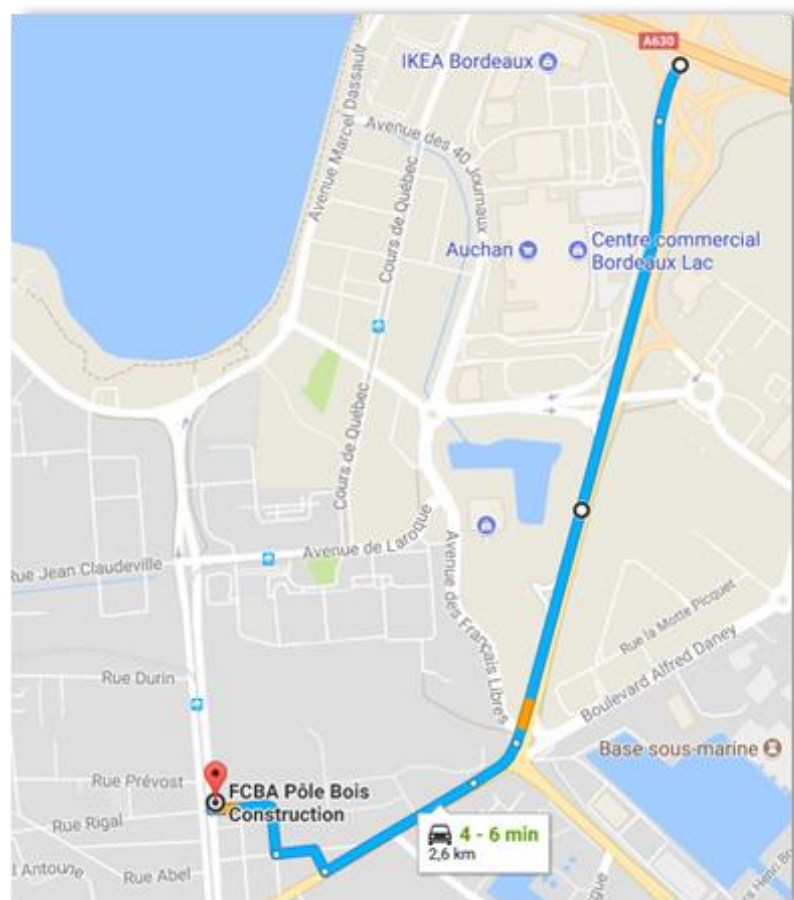 A630
IKEA Bordeaux
Avenue Marcel Dassault
Avenue des 40 Journaux
Cours de Québec
Auchan
Centre commercial
Bordeaux Lac
Cours de Québec
Avenue de Laroque
Rue Jean Claudeville
Avenue des Français Libres
Rue la Motte Picquet
Boulevard Alfred Daney
Rue Durin
Base sous-marine
Rue Prévost
FCBA Pôle Bois
Construction
Rue Rigal
4 - 6 min
2,6 km
l Antoune
Rue Abel